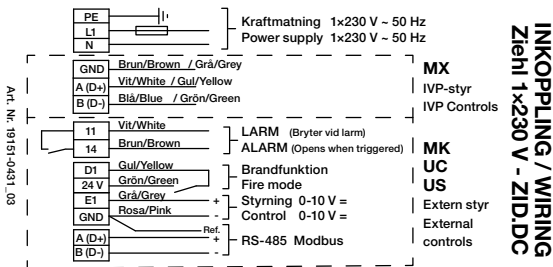 PE
L1
N
Kraftmatning 1×230 V ~ 50 Hz
Power supply 1×230 V ~ 50 Hz
GND Brun/Brown / Grå/Grey
A (D+) Vit/White / Gul/Yellow
B (D-) Blå/Blue / Grön/Green
MX
IVP-styr
IVP Controls
11 Vit/White
14 Brun/Brown
LARM (Bryter vid larm)
ALARM (Opens when triggered)
D1 Gul/Yellow
24 V Grön/Green
Brandfunktion
Fire mode
E1 Grå/Grey
GND Rosa/Pink
+ Styrning 0-10 V =
- Control 0-10 V =
Ref.
A (D+) +
B (D-) -
RS-485 Modbus
MK
UC
US
Extern styr
External
controls
INKOPPLING / WIRING
Ziehl 1×230 V - ZID.DC
Art. Nr. 19151-0431_03